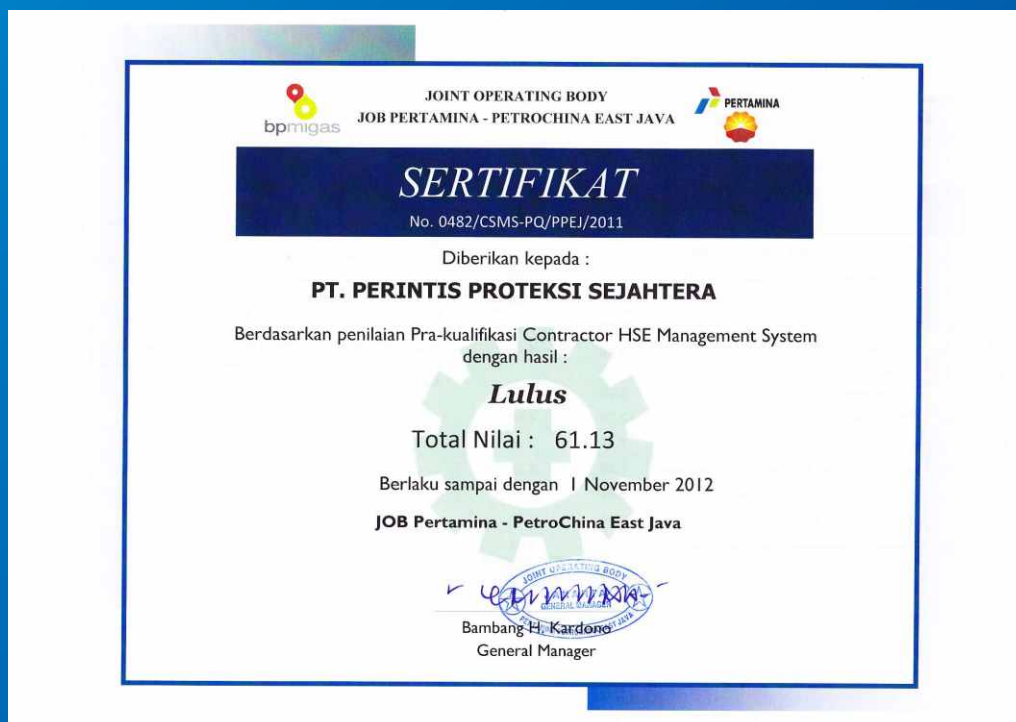 bpmigas
JOINT OPERATING BODY
JOB PERTAMINA - PETROCHINA EAST JAVA
PERTAMINA
SERTIFIKAT
No. 0482/CSMS-PQ/PPEJ/2011
Diberikan kepada :
PT. PERINTIS PROTEKSI SEJAHTERA
Berdasarkan penilaian Pra-kualifikasi Contractor HSE Management System
dengan hasil :
Lulus
Total Nilai : 61.13
Berlaku sampai dengan 1 November 2012
JOB Pertamina - PetroChina East Java
JOINT OPERATING BODY
GENERAL MANAGER
Bambang H. Kardono
General Manager